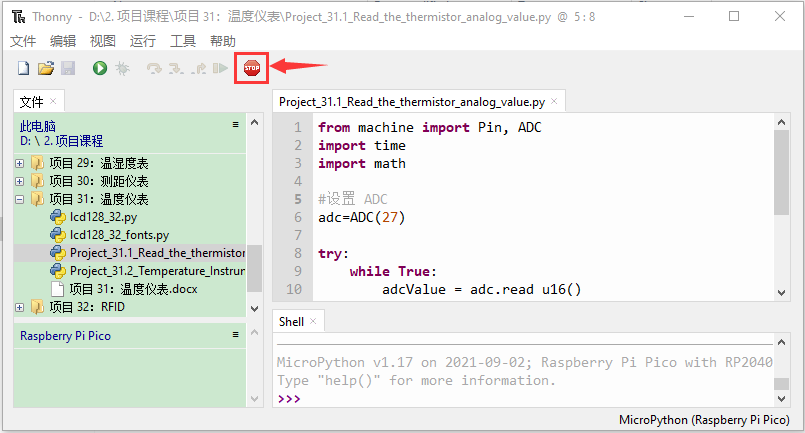 Thonny - D:\2. 项目课程\项目 31：温度仪表\Project_31.1_Read_the_thermistor_analog_value.py @ 5 : 8
文件 编辑 视图 运行 工具 帮助
STOP
文件 ×
此电脑
D: \ 2. 项目课程
项目 29：温湿度表
项目 30：测距仪表
项目 31：温度仪表
lcd128_32.py
lcd128_32_fonts.py
Project_31.1_Read_the_thermistor
Project_31.2_Temperature_Instrun
项目 31：温度仪表.docx
项目 32：RFID
Raspberry Pi Pico
Project_31.1_Read_the_thermistor_analog_value.py ×
1 from machine import Pin, ADC
2 import time
3 import math
4
5 #设置 ADC
6 adc=ADC(27)
7
8 try:
9 while True:
10 adcValue = adc.read_u16()
Shell ×
MicroPython v1.17 on 2021-09-02; Raspberry Pi Pico with RP2040
Type "help()" for more information.
>>>
MicroPython (Raspberry Pi Pico)